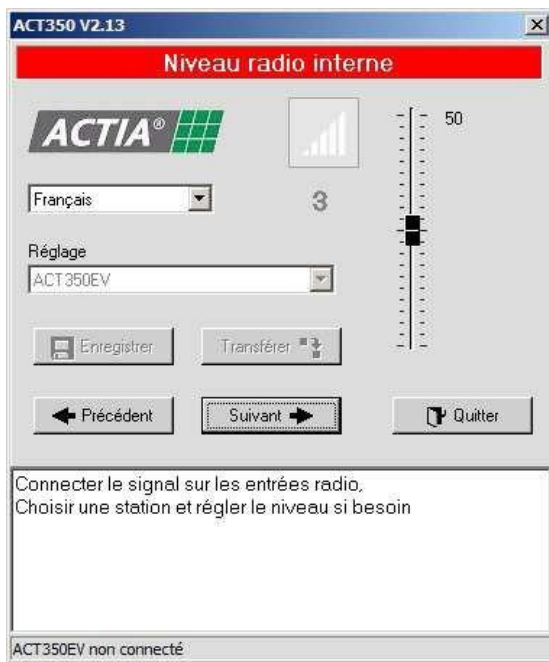 ACT350 V2.13
Niveau radio interne
ACTIA®
50
Français
3
Réglage
ACT350EV
Enregistrer
Transférer
Précédent
Suivant
Quitter
Connecter le signal sur les entrées radio,
Choisir une station et régler le niveau si besoin
ACT350EV non connecté